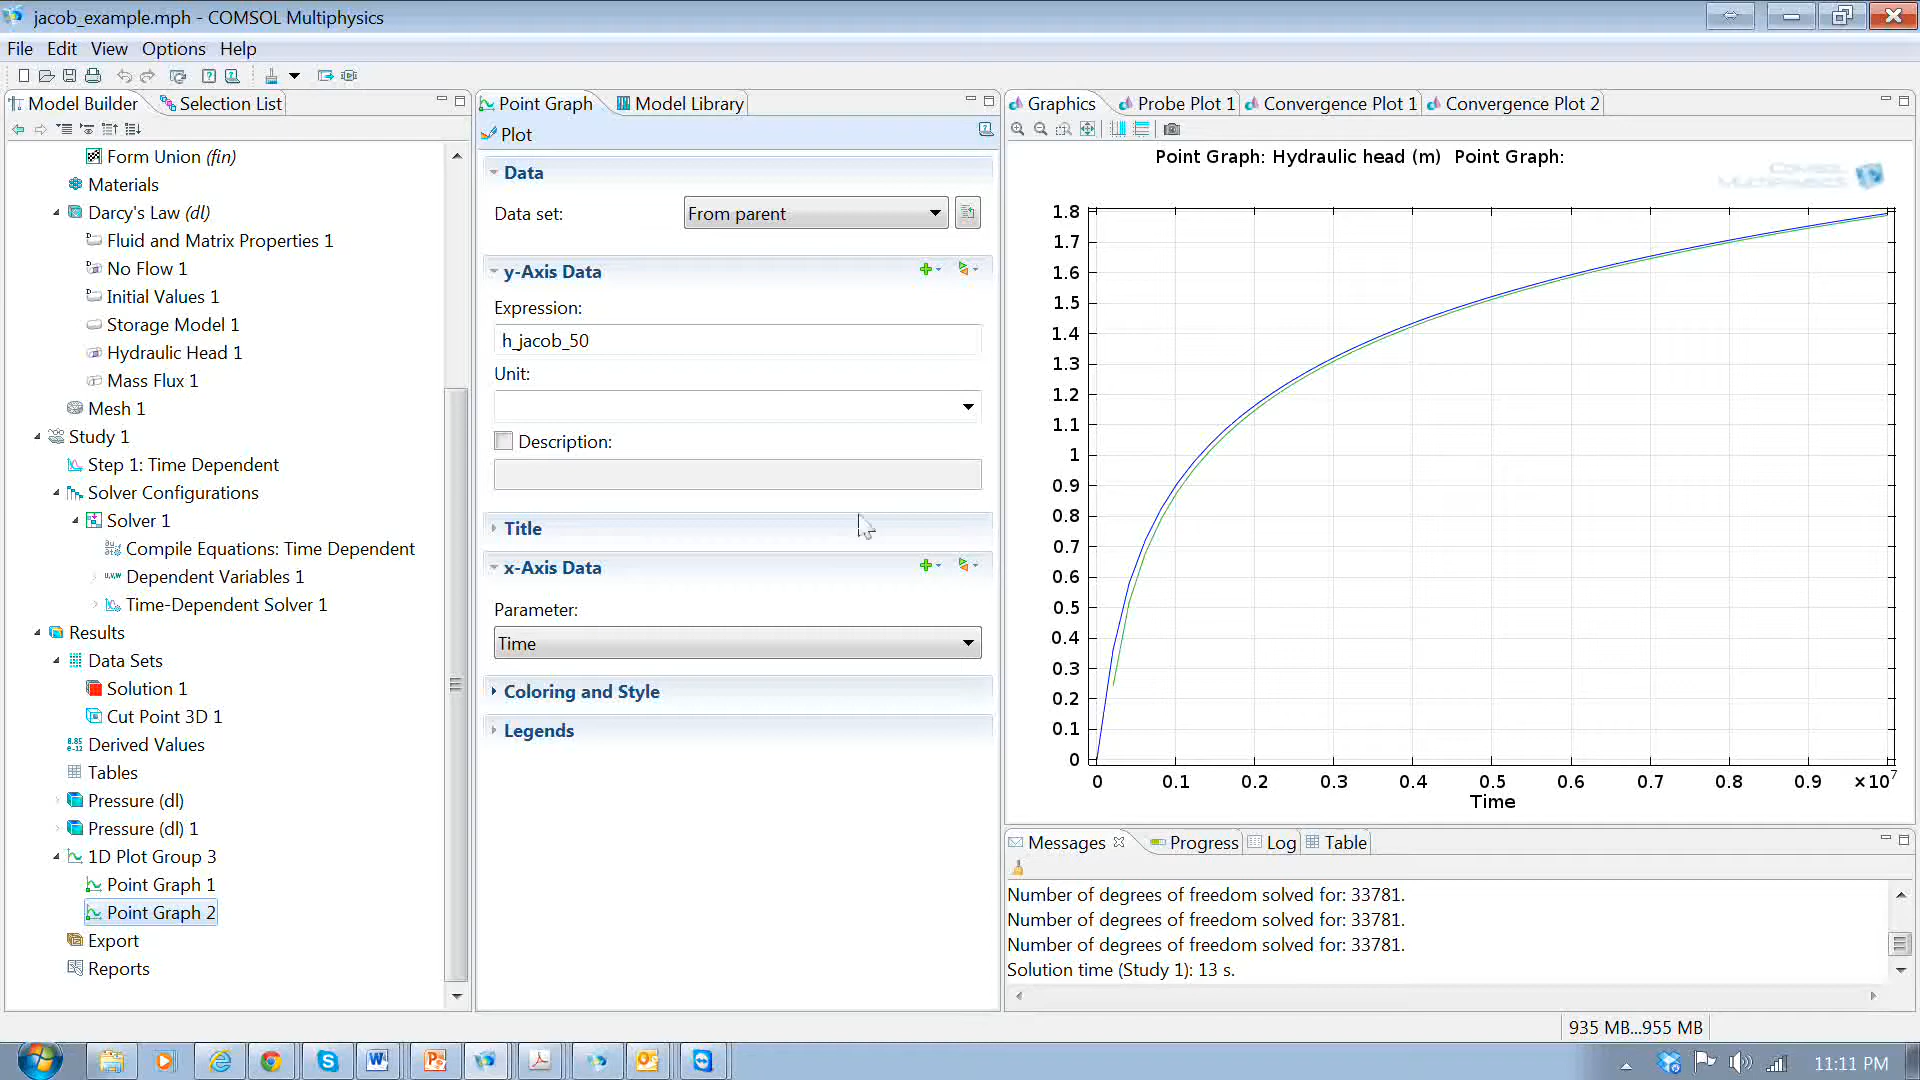 jacob_example.mph - COMSOL Multiphysics
File Edit View Options Help
Model Builder Selection List
Form Union (fin)
Materials
Darcy's Law (dl)
Fluid and Matrix Properties 1
No Flow 1
Initial Values 1
Storage Model 1
Hydraulic Head 1
Mass Flux 1
Mesh 1
Study 1
Step 1: Time Dependent
Solver Configurations
Solver 1
Compile Equations: Time Dependent
Dependent Variables 1
Time-Dependent Solver 1
Results
Data Sets
Solution 1
Cut Point 3D 1
Derived Values
Tables
Pressure (dl)
Pressure (dl) 1
1D Plot Group 3
Point Graph 1
Point Graph 2
Export
Reports
Point Graph Model Library
Plot
Data
Data set: From parent
y-Axis Data
Expression:
h_jacob_50
Unit:
Description:
Title
x-Axis Data
Parameter:
Time
Coloring and Style
Legends
Graphics Probe Plot 1 Convergence Plot 1 Convergence Plot 2
Point Graph: Hydraulic head (m) Point Graph:
COMSOL
MULTIPHYSICS
1.8
1.7
1.6
1.5
1.4
1.3
1.2
1.1
1
0.9
0.8
0.7
0.6
0.5
0.4
0.3
0.2
0.1
0
0 0.1 0.2 0.3 0.4 0.5 0.6 0.7 0.8 0.9 ×10⁷
Time
Messages Progress Log Table
Number of degrees of freedom solved for: 33781.
Number of degrees of freedom solved for: 33781.
Number of degrees of freedom solved for: 33781.
Solution time (Study 1): 13 s.
935 MB...955 MB
11:11 PM